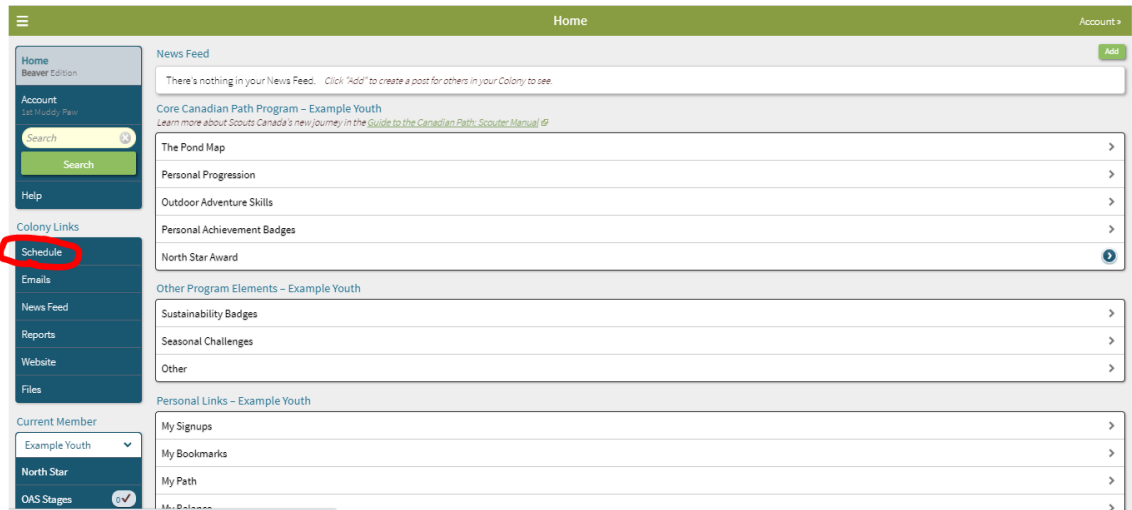 ☰ Home Account »
Home
Beaver Edition
Account
1st Muddy Paw
Search
Search
Help
Colony Links
Schedule
Emails
News Feed
Reports
Website
Files
Current Member
Example Youth
North Star
OAS Stages 0✔
News Feed Add
There's nothing in your News Feed. Click "Add" to create a post for others in your Colony to see.
Core Canadian Path Program – Example Youth
Learn more about Scouts Canada's new journey in the Guide to the Canadian Path: Scouter Manual
The Pond Map
Personal Progression
Outdoor Adventure Skills
Personal Achievement Badges
North Star Award
Other Program Elements – Example Youth
Sustainability Badges
Seasonal Challenges
Other
Personal Links – Example Youth
My Signups
My Bookmarks
My Path
My Balance